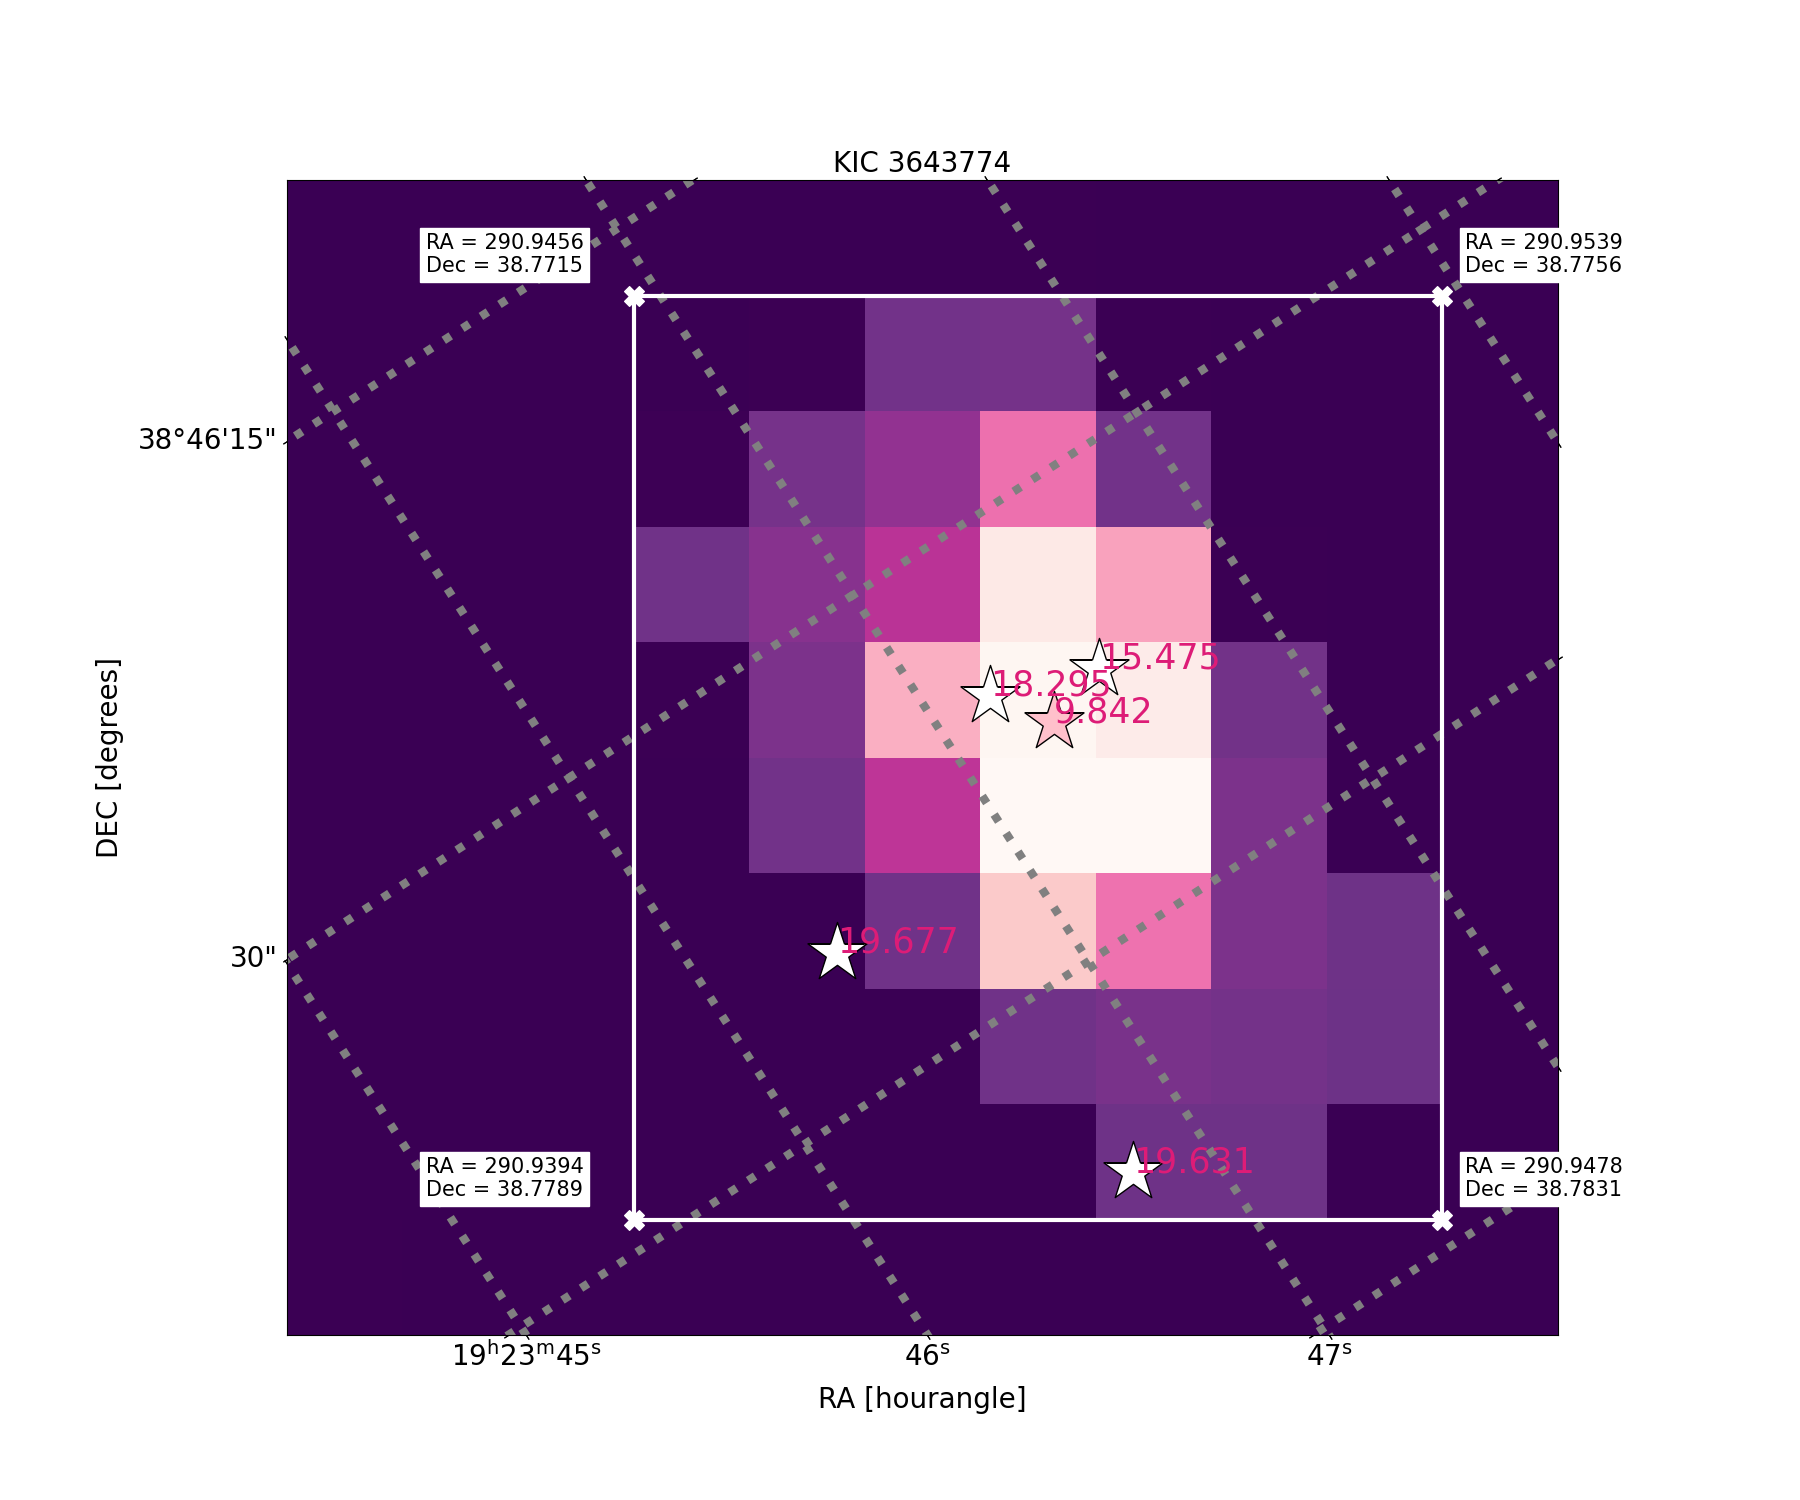 KIC 3643774
RA = 290.9456
Dec = 38.7715
RA = 290.9539
Dec = 38.7756
38°46'15"
15.475
18.295
9.842
DEC [degrees]
19.677
30"
RA = 290.9394
Dec = 38.7789
19.631
RA = 290.9478
Dec = 38.7831
19ʰ23ᵐ45ˢ
46ˢ
47ˢ
RA [hourangle]